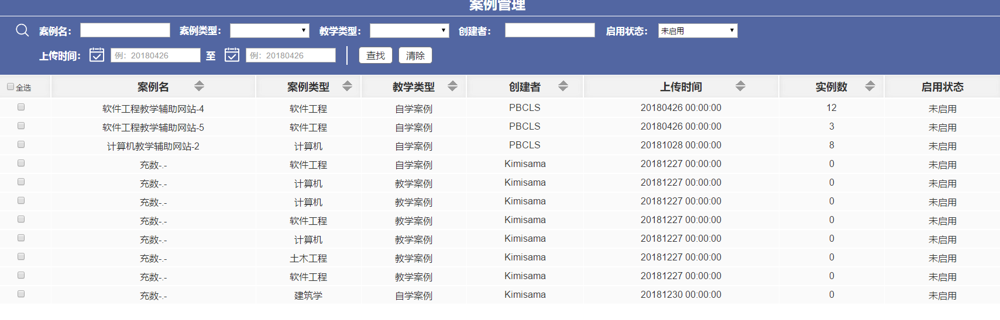 案例管理
案例名： 案例类型： 教学类型： 创建者： 启用状态： 未启用
上传时间： 例：20180426 至 例：20180426 查找 清除
全选 案例名 案例类型 教学类型 创建者 上传时间 实例数 启用状态
软件工程教学辅助网站-4 软件工程 自学案例 PBCLS 20180426 00:00:00 12 未启用
软件工程教学辅助网站-5 软件工程 自学案例 PBCLS 20180426 00:00:00 3 未启用
计算机教学辅助网站-2 计算机 自学案例 PBCLS 20181028 00:00:00 8 未启用
充数-.- 软件工程 自学案例 Kimisama 20181227 00:00:00 0 未启用
充数-.- 计算机 教学案例 Kimisama 20181227 00:00:00 0 未启用
充数-.- 计算机 教学案例 Kimisama 20181227 00:00:00 0 未启用
充数-.- 软件工程 教学案例 Kimisama 20181227 00:00:00 0 未启用
充数-.- 计算机 教学案例 Kimisama 20181227 00:00:00 0 未启用
充数-.- 土木工程 教学案例 Kimisama 20181227 00:00:00 0 未启用
充数-.- 软件工程 教学案例 Kimisama 20181227 00:00:00 0 未启用
充数-.- 建筑学 自学案例 Kimisama 20181230 00:00:00 0 未启用